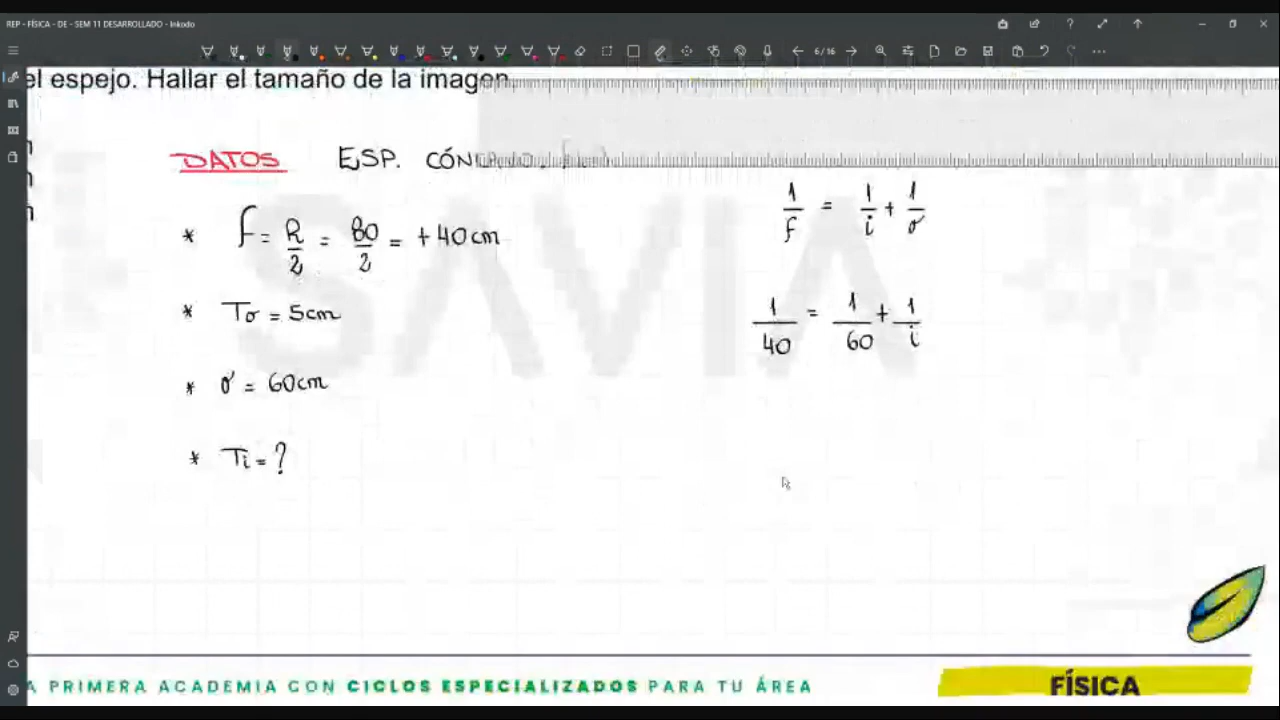 REP - FÍSICA - DE - SEM 11 DESARROLLADO - Inkodo
6/16
el espejo. Hallar el tamaño de la imagen
DATOS ESP.
* f = R/2 = 80/2 = +40cm
* To = 5cm
* o = 60cm
* Ti = ?
1/f = 1/i + 1/o
1/40 = 1/60 + 1/i
SAVIA
A PRIMERA ACADEMIA CON CICLOS ESPECIALIZADOS PARA TU ÁREA
FÍSICA